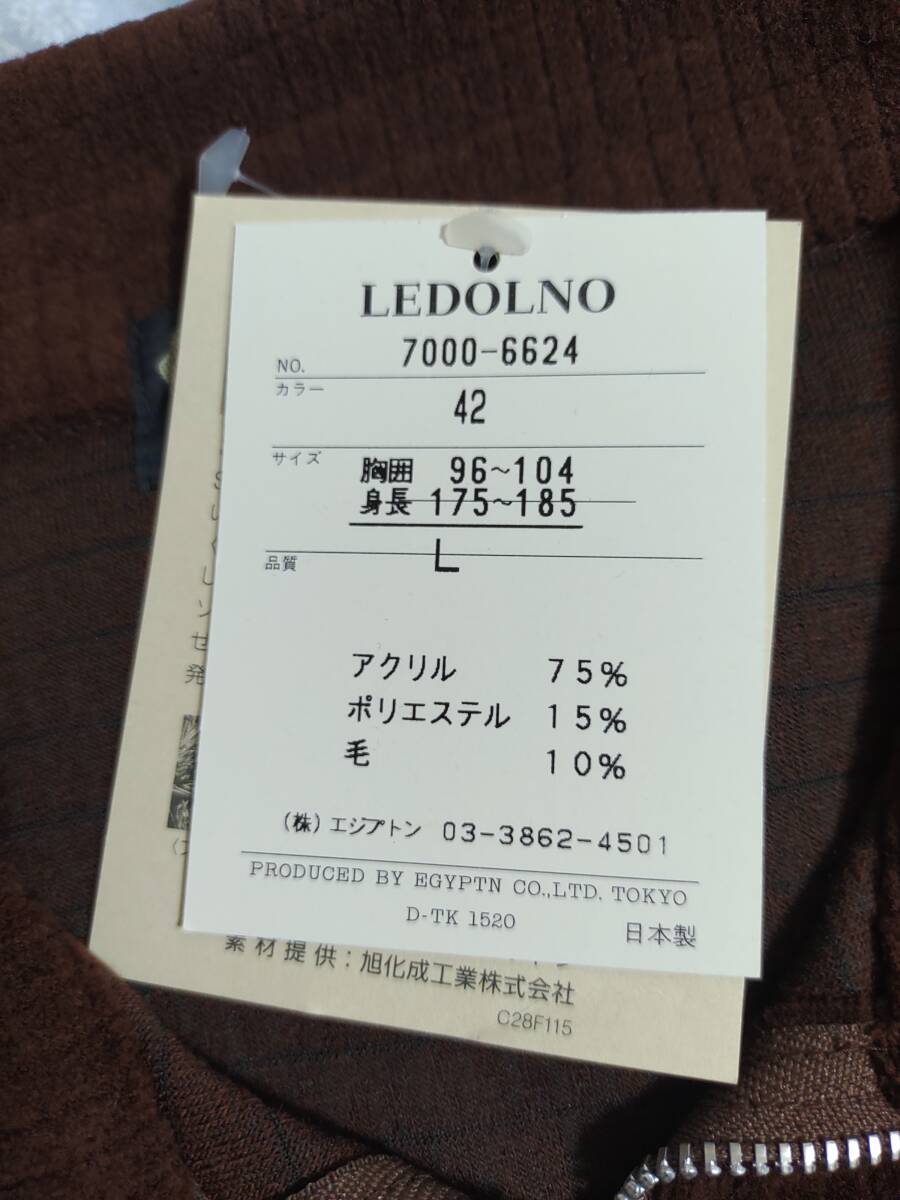 LEDOLNO
NO. 7000-6624
カラー
42
サイズ
胸囲 96~104
身長 175~185
L
品質
アクリル 75%
ポリエステル 15%
毛 10%
(株)エジプトン 03-3862-4501
PRODUCED BY EGYPTN CO.,LTD. TOKYO
D-TK 1520 日本製
素材提供:旭化成工業株式会社
C28F115